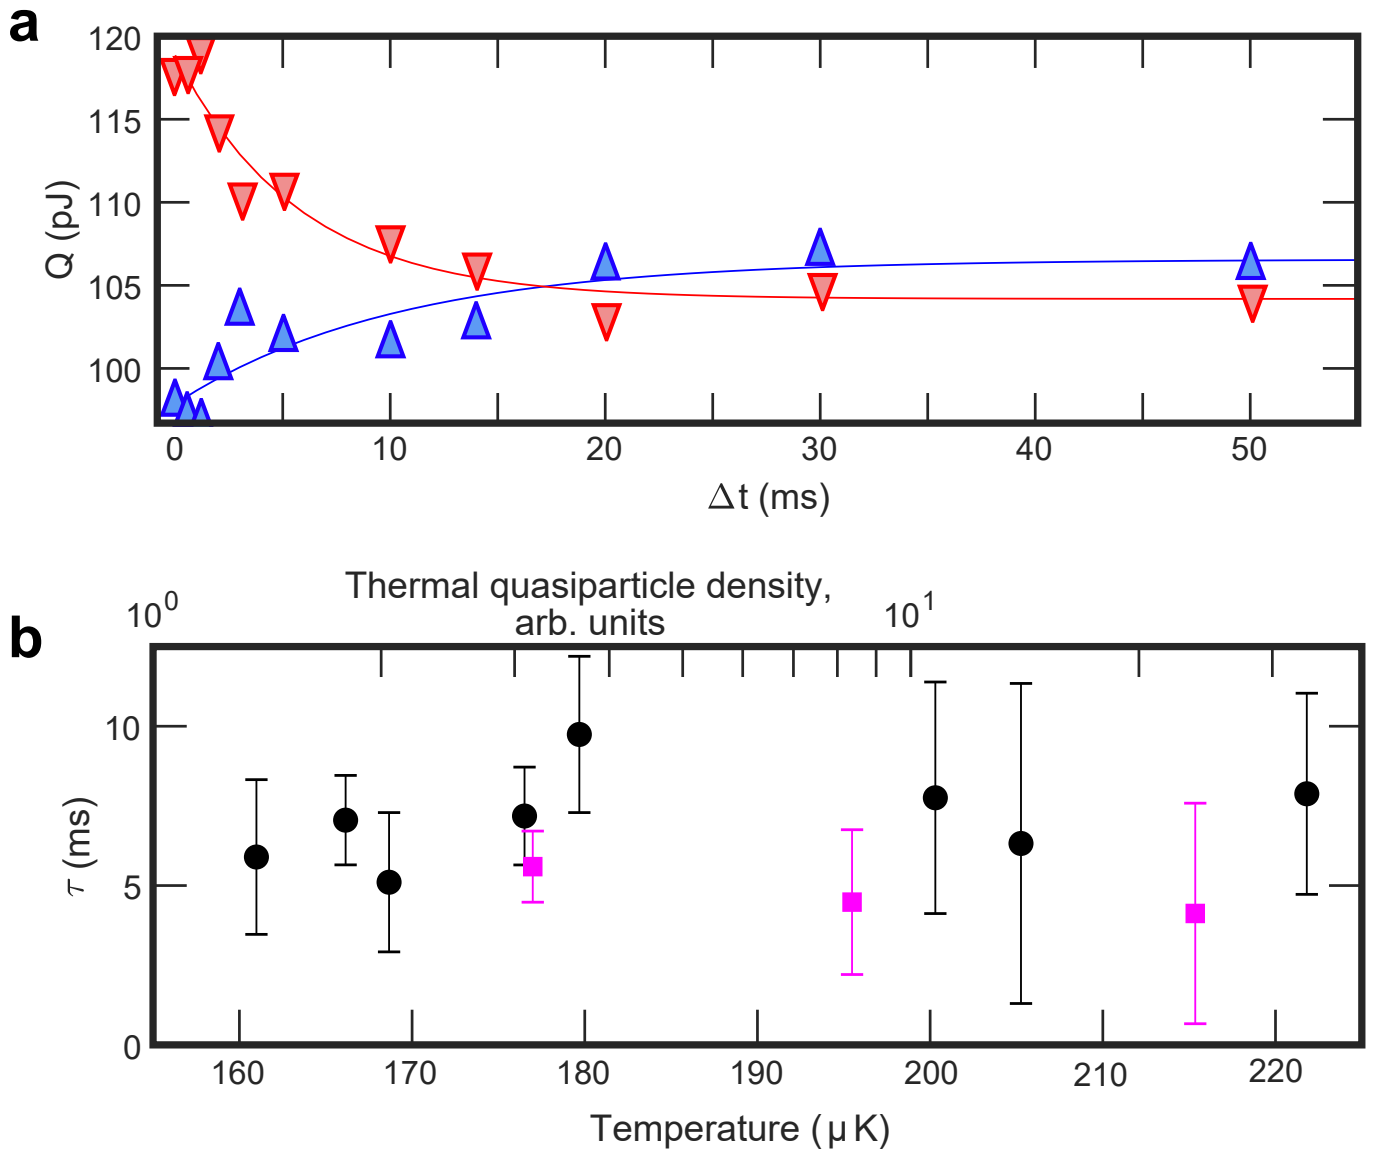 a
120
115
110
105
100
Q (pJ)
0 10 20 30 40 50
Δt (ms)
Thermal quasiparticle density,
arb. units
10⁰ 10¹
b
10
5
0
τ (ms)
160 170 180 190 200 210 220
Temperature (µK)